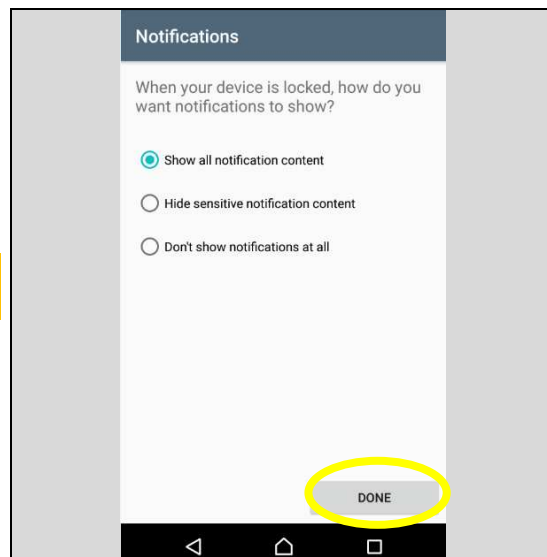 Notifications
When your device is locked, how do you
want notifications to show?
Show all notification content
Hide sensitive notification content
Don't show notifications at all
DONE